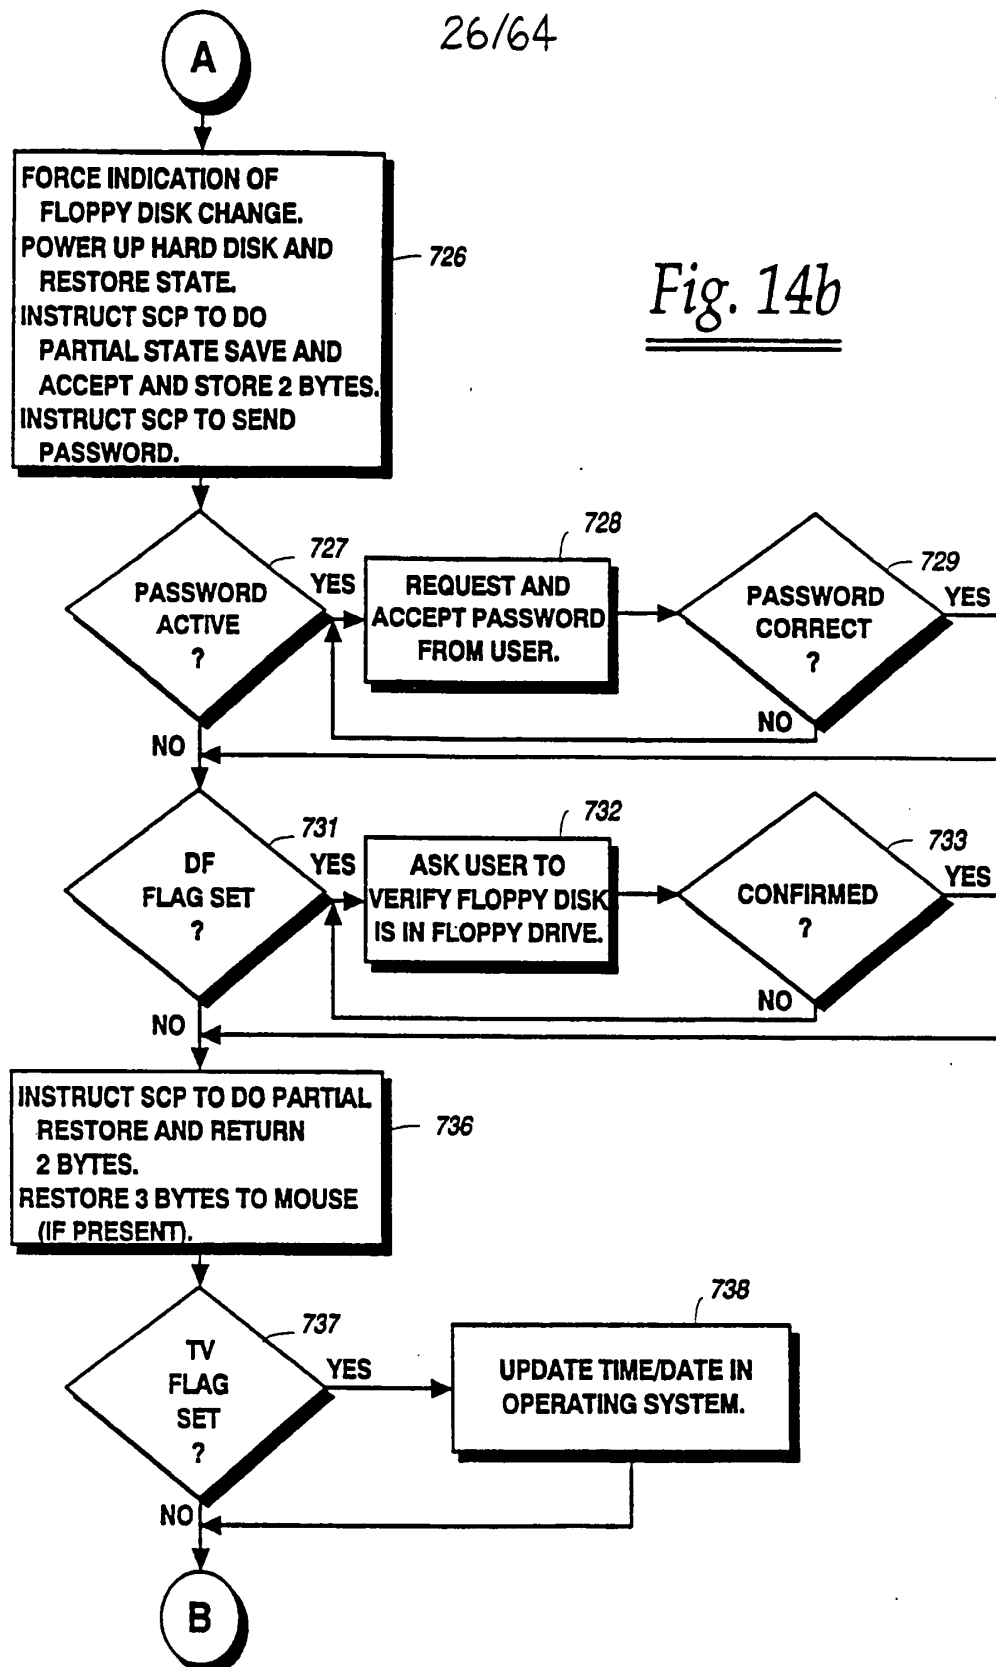 26/64
A
FORCE INDICATION OF
FLOPPY DISK CHANGE.
POWER UP HARD DISK AND
RESTORE STATE.
INSTRUCT SCP TO DO
PARTIAL STATE SAVE AND
ACCEPT AND STORE 2 BYTES.
INSTRUCT SCP TO SEND
PASSWORD.
726
Fig. 14b
PASSWORD
ACTIVE
?
727
YES
NO
REQUEST AND
ACCEPT PASSWORD
FROM USER.
728
PASSWORD
CORRECT
?
729
YES
NO
DF
FLAG SET
?
731
YES
NO
ASK USER TO
VERIFY FLOPPY DISK
IS IN FLOPPY DRIVE.
732
CONFIRMED
?
733
YES
NO
INSTRUCT SCP TO DO PARTIAL
RESTORE AND RETURN
2 BYTES.
RESTORE 3 BYTES TO MOUSE
(IF PRESENT).
736
TV
FLAG
SET
?
737
YES
NO
UPDATE TIME/DATE IN
OPERATING SYSTEM.
738
B